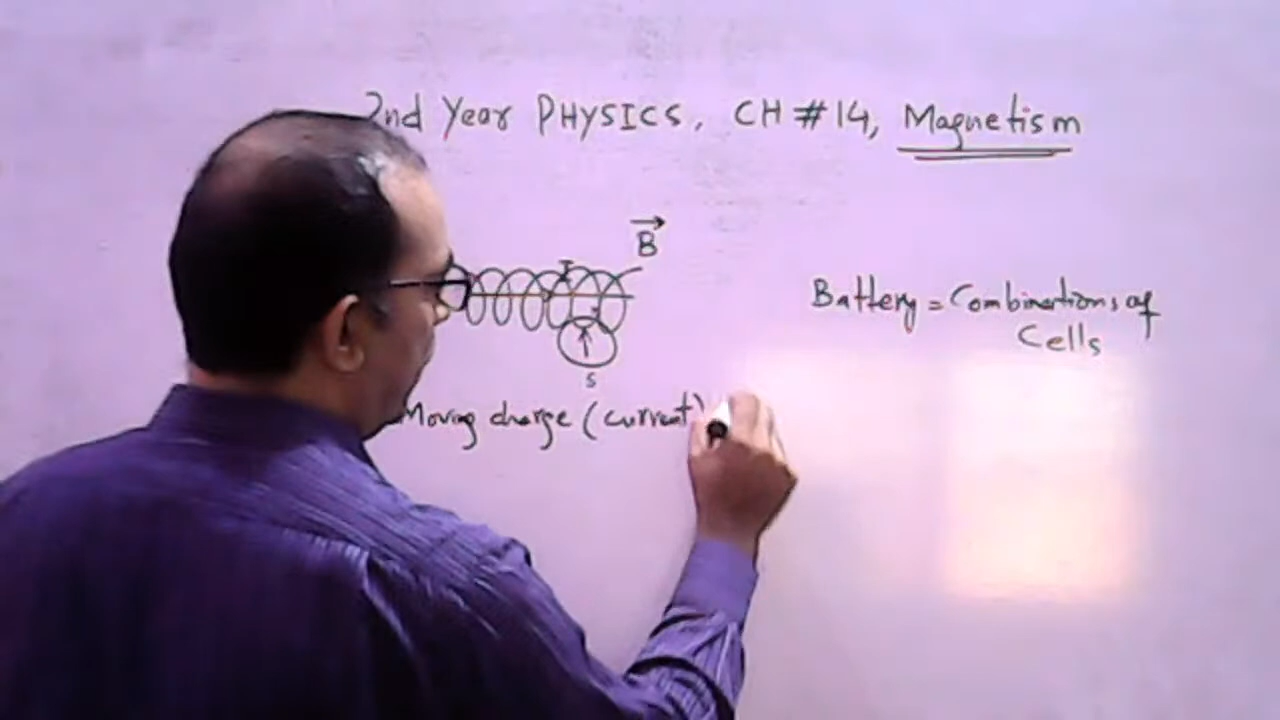 2nd Year PHYSICS, CH #14, Magnetism
B
I
S
Battery = Combinations of
Cells
Moving charge (current)